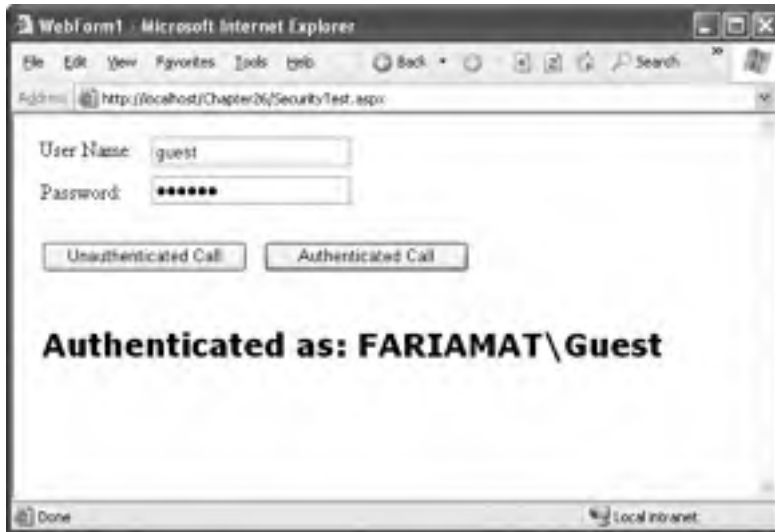 WebForm1 - Microsoft Internet Explorer
File Edit View Favorites Tools Help Back Search
Address http://localhost/Chapter26/SecurityTest.aspx
User Name guest
Password ••••••
Unauthenticated Call Authenticated Call
Authenticated as: FARIAMAT\Guest
Done Local intranet